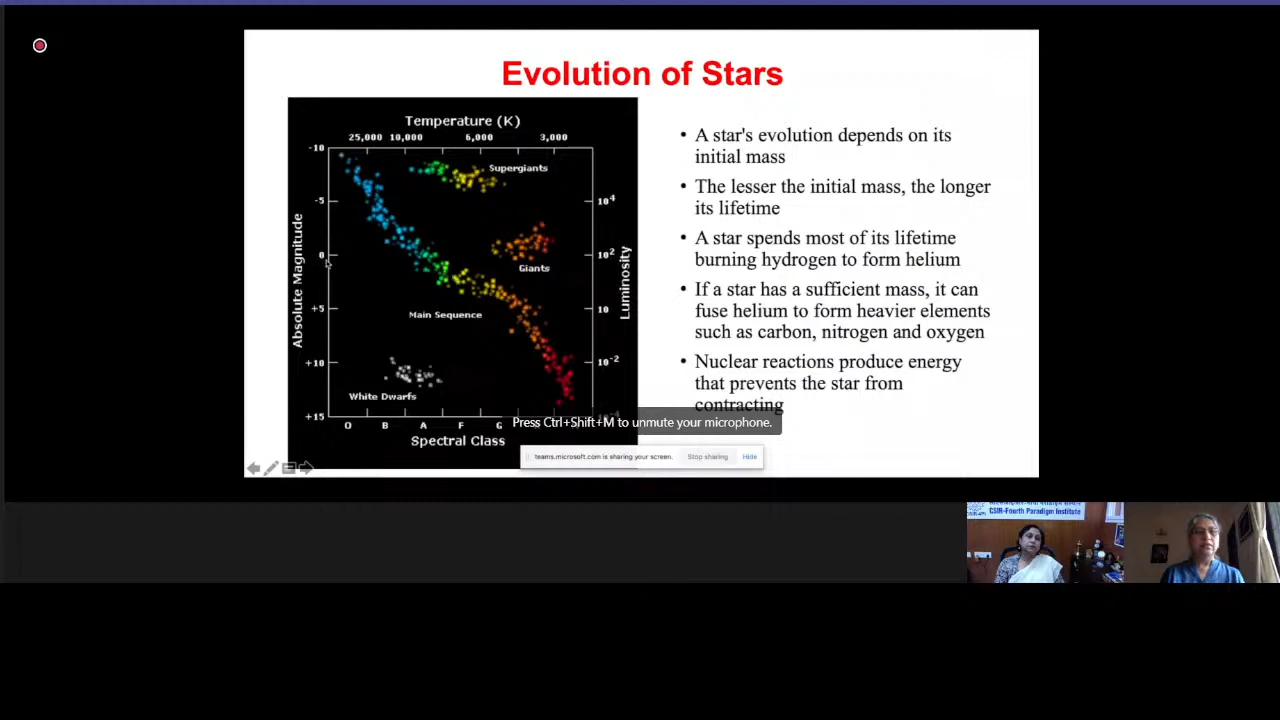 Evolution of Stars
Temperature (K)
25,000 10,000 6,000 3,000
-10
-5
0
+5
+10
+15
Absolute Magnitude
Supergiants
Giants
Main Sequence
White Dwarfs
10⁴
10²
10
10⁻²
10⁻⁴
Luminosity
O B A F G
Spectral Class
• A star's evolution depends on its
initial mass
• The lesser the initial mass, the longer
its lifetime
• A star spends most of its lifetime
burning hydrogen to form helium
• If a star has a sufficient mass, it can
fuse helium to form heavier elements
such as carbon, nitrogen and oxygen
• Nuclear reactions produce energy
that prevents the star from
contracting
Press Ctrl+Shift+M to unmute your microphone.
teams.microsoft.com is sharing your screen. Stop sharing Hide
CSIR-Fourth Paradigm Institute